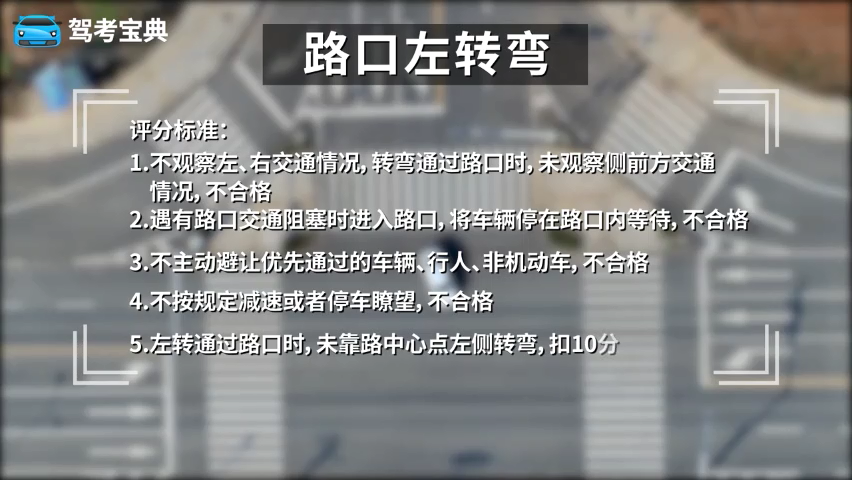 驾考宝典
路口左转弯
评分标准：
1.不观察左、右交通情况，转弯通过路口时，未观察侧前方交通
情况，不合格
2.遇有路口交通阻塞时进入路口，将车辆停在路口内等待，不合格
3.不主动避让优先通过的车辆、行人、非机动车，不合格
4.不按规定减速或者停车瞭望，不合格
5.左转通过路口时，未靠路中心点左侧转弯，扣10分